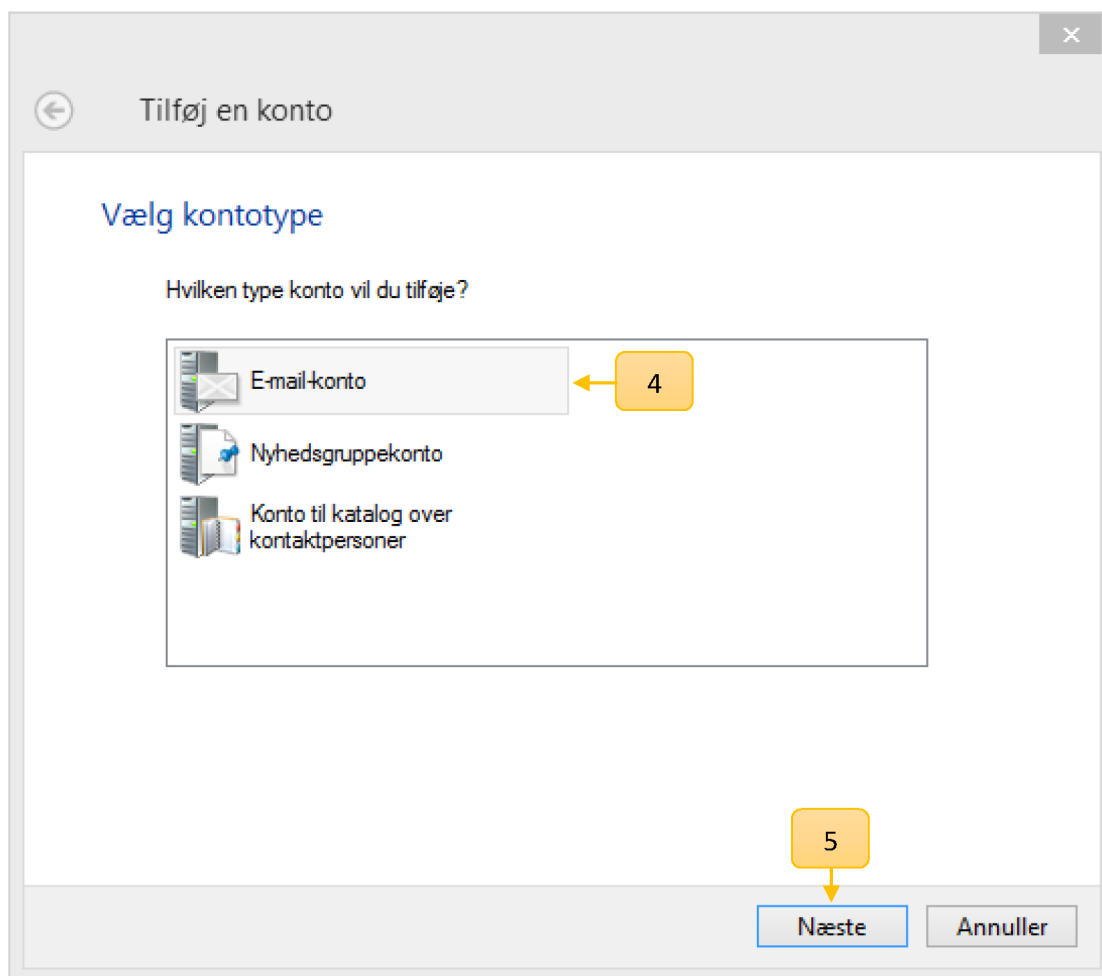 Tilføj en konto
Vælg kontotype
Hvilken type konto vil du tilføje?
E-mail-konto
4
Nyhedsgruppekonto
Konto til katalog over
kontaktpersoner
5
Næste
Annuller